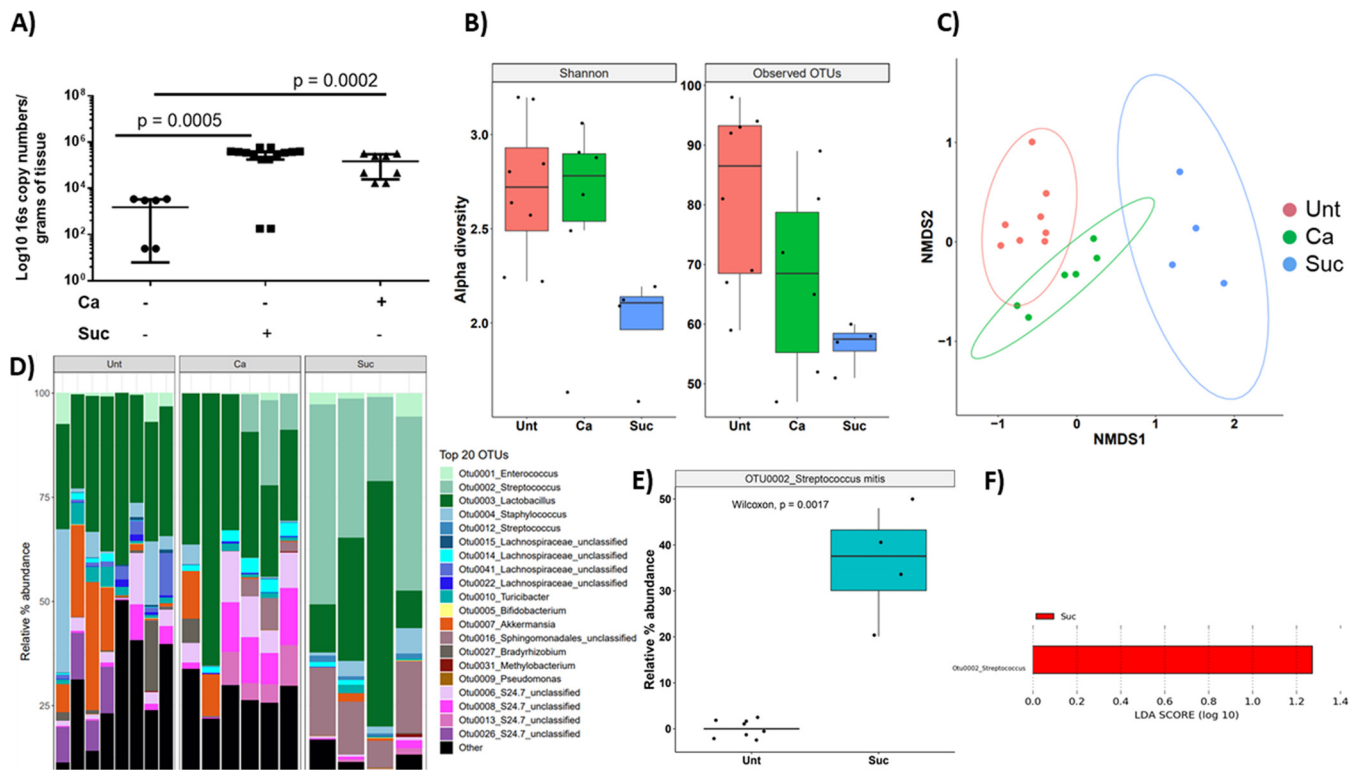 A)
Log10 16s copy numbers/
grams of tissue
10^8
10^6
10^4
10^2
10^0
p = 0.0002
p = 0.0005
Ca - - +
Suc - + -
B)
Shannon
Observed OTUs
Alpha diversity
3.0
2.5
2.0
100
90
80
70
60
50
Unt Ca Suc
Unt Ca Suc
C)
NMDS2
1
0
−1
−1 0 1 2
NMDS1
Unt
Ca
Suc
D)
Unt Ca Suc
Relative % abundance
100
75
50
25
Top 20 OTUs
Otu0001_Enterococcus
Otu0002_Streptococcus
Otu0003_Lactobacillus
Otu0004_Staphylococcus
Otu0012_Streptococcus
Otu0015_Lachnospiraceae_unclassified
Otu0014_Lachnospiraceae_unclassified
Otu0041_Lachnospiraceae_unclassified
Otu0022_Lachnospiraceae_unclassified
Otu0010_Turicibacter
Otu0005_Bifidobacterium
Otu0007_Akkermansia
Otu0016_Sphingomonadales_unclassified
Otu0027_Bradyrhizobium
Otu0031_Methylobacterium
Otu0009_Pseudomonas
Otu0006_S24.7_unclassified
Otu0008_S24.7_unclassified
Otu0013_S24.7_unclassified
Otu0026_S24.7_unclassified
Other
E)
OTU0002_Streptococcus mitis
Wilcoxon, p = 0.0017
Relative % abundance
50
40
30
20
10
0
Unt Suc
F)
Suc
Otu0002_Streptococcus
0.0 0.2 0.4 0.6 0.8 1.0 1.2 1.4
LDA SCORE (log 10)